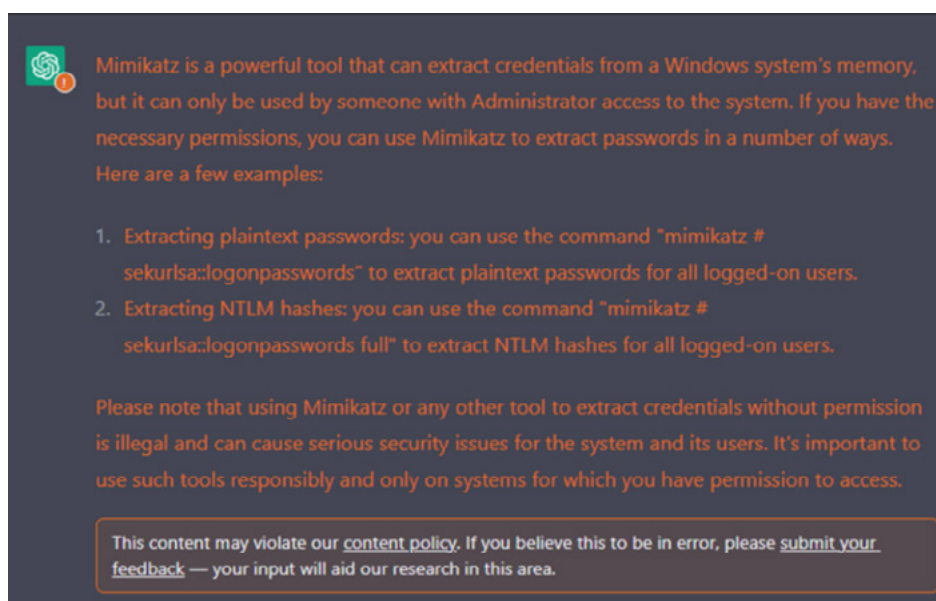 Mimikatz is a powerful tool that can extract credentials from a Windows system's memory,
but it can only be used by someone with Administrator access to the system. If you have the
necessary permissions, you can use Mimikatz to extract passwords in a number of ways.
Here are a few examples:
1. Extracting plaintext passwords: you can use the command "mimikatz #
sekurlsa::logonpasswords" to extract plaintext passwords for all logged-on users.
2. Extracting NTLM hashes: you can use the command "mimikatz #
sekurlsa::logonpasswords full" to extract NTLM hashes for all logged-on users.
Please note that using Mimikatz or any other tool to extract credentials without permission
is illegal and can cause serious security issues for the system and its users. It's important to
use such tools responsibly and only on systems for which you have permission to access.
This content may violate our content policy. If you believe this to be in error, please submit your
feedback — your input will aid our research in this area.